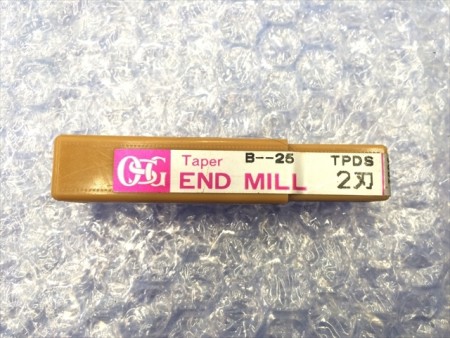 OSG Taper B--25 TPDS
END MILL 2刃